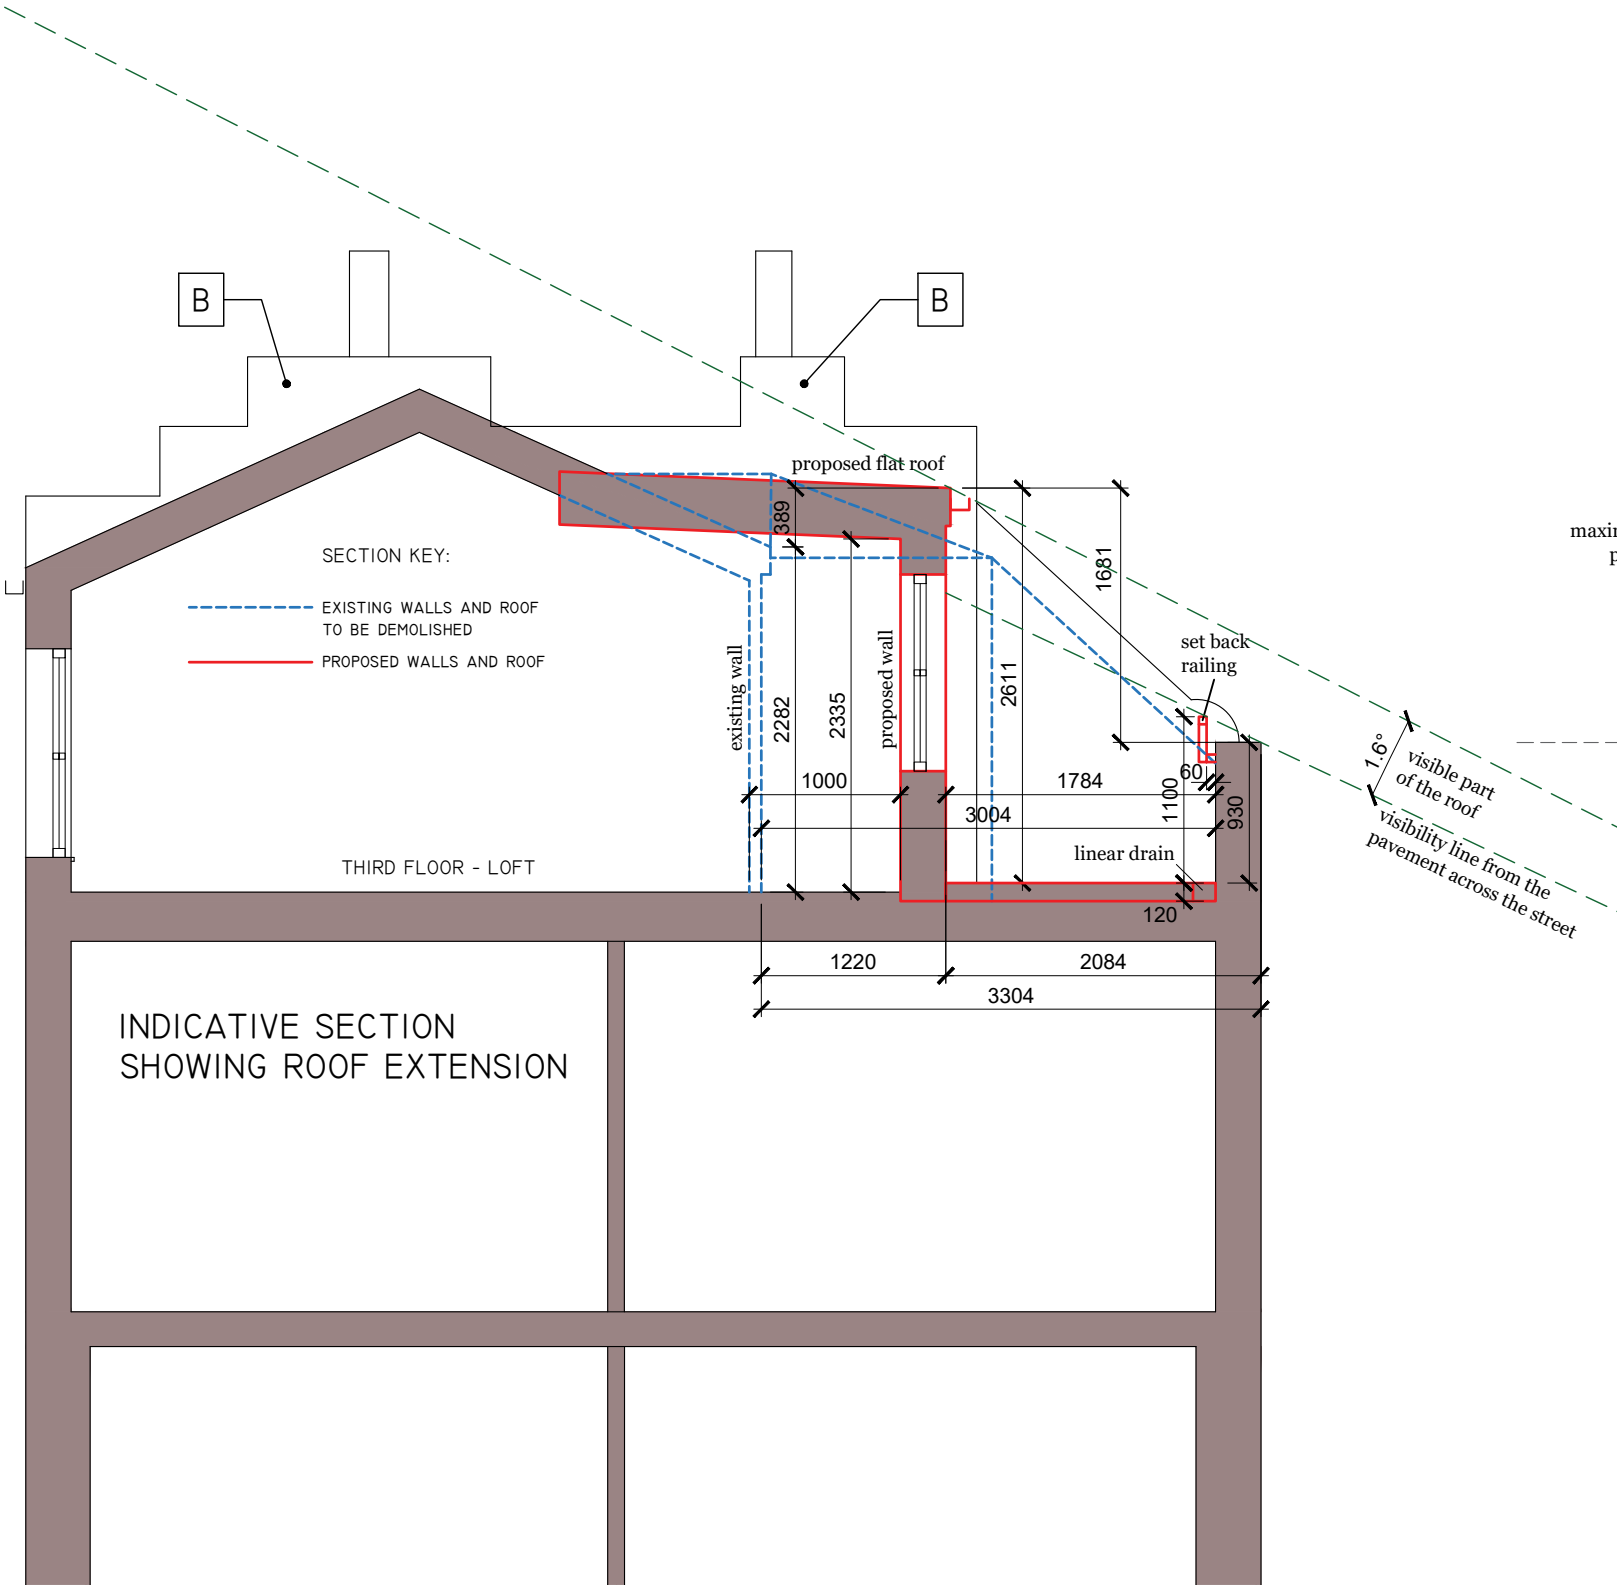 B
B
proposed flat roof
389
1681
maxim
p
SECTION KEY:
EXISTING WALLS AND ROOF
TO BE DEMOLISHED
PROPOSED WALLS AND ROOF
existing wall
2282
2335
proposed wall
2611
set back
railing
1.6°
visible part
of the roof
visibility line from the
pavement across the street
60
1000
1784
1100
930
3004
linear drain
THIRD FLOOR - LOFT
120
1220
2084
3304
INDICATIVE SECTION
SHOWING ROOF EXTENSION